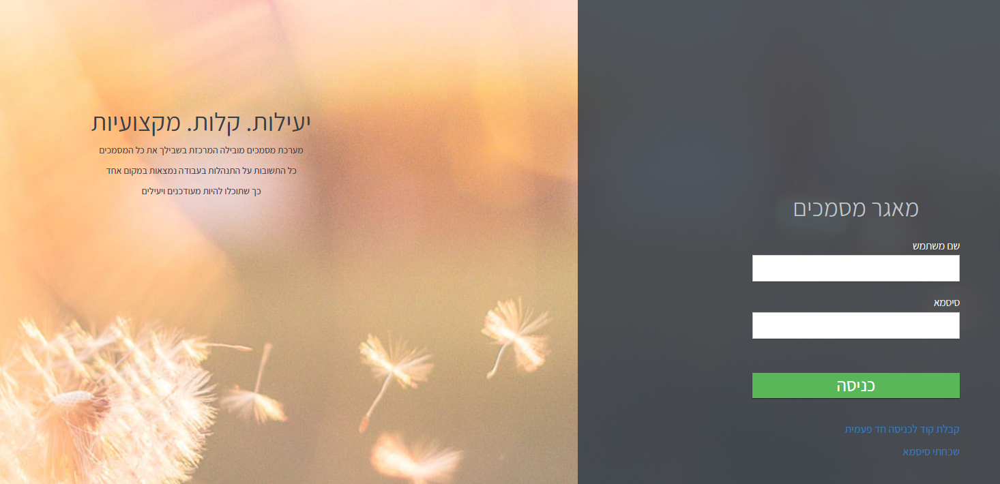 יעילות. קלות. מקצועיות
מערכת מסמכים מובילה המרכזת בשבילך את כל המסמכים
כל התשובות על התנהלות בעבודה נמצאות במקום אחד
כך שתוכלו להיות מעודכנים ויעילים
מאגר מסמכים
שם משתמש
סיסמא
כניסה
קבלת קוד לכניסה חד פעמית
שכחתי סיסמא